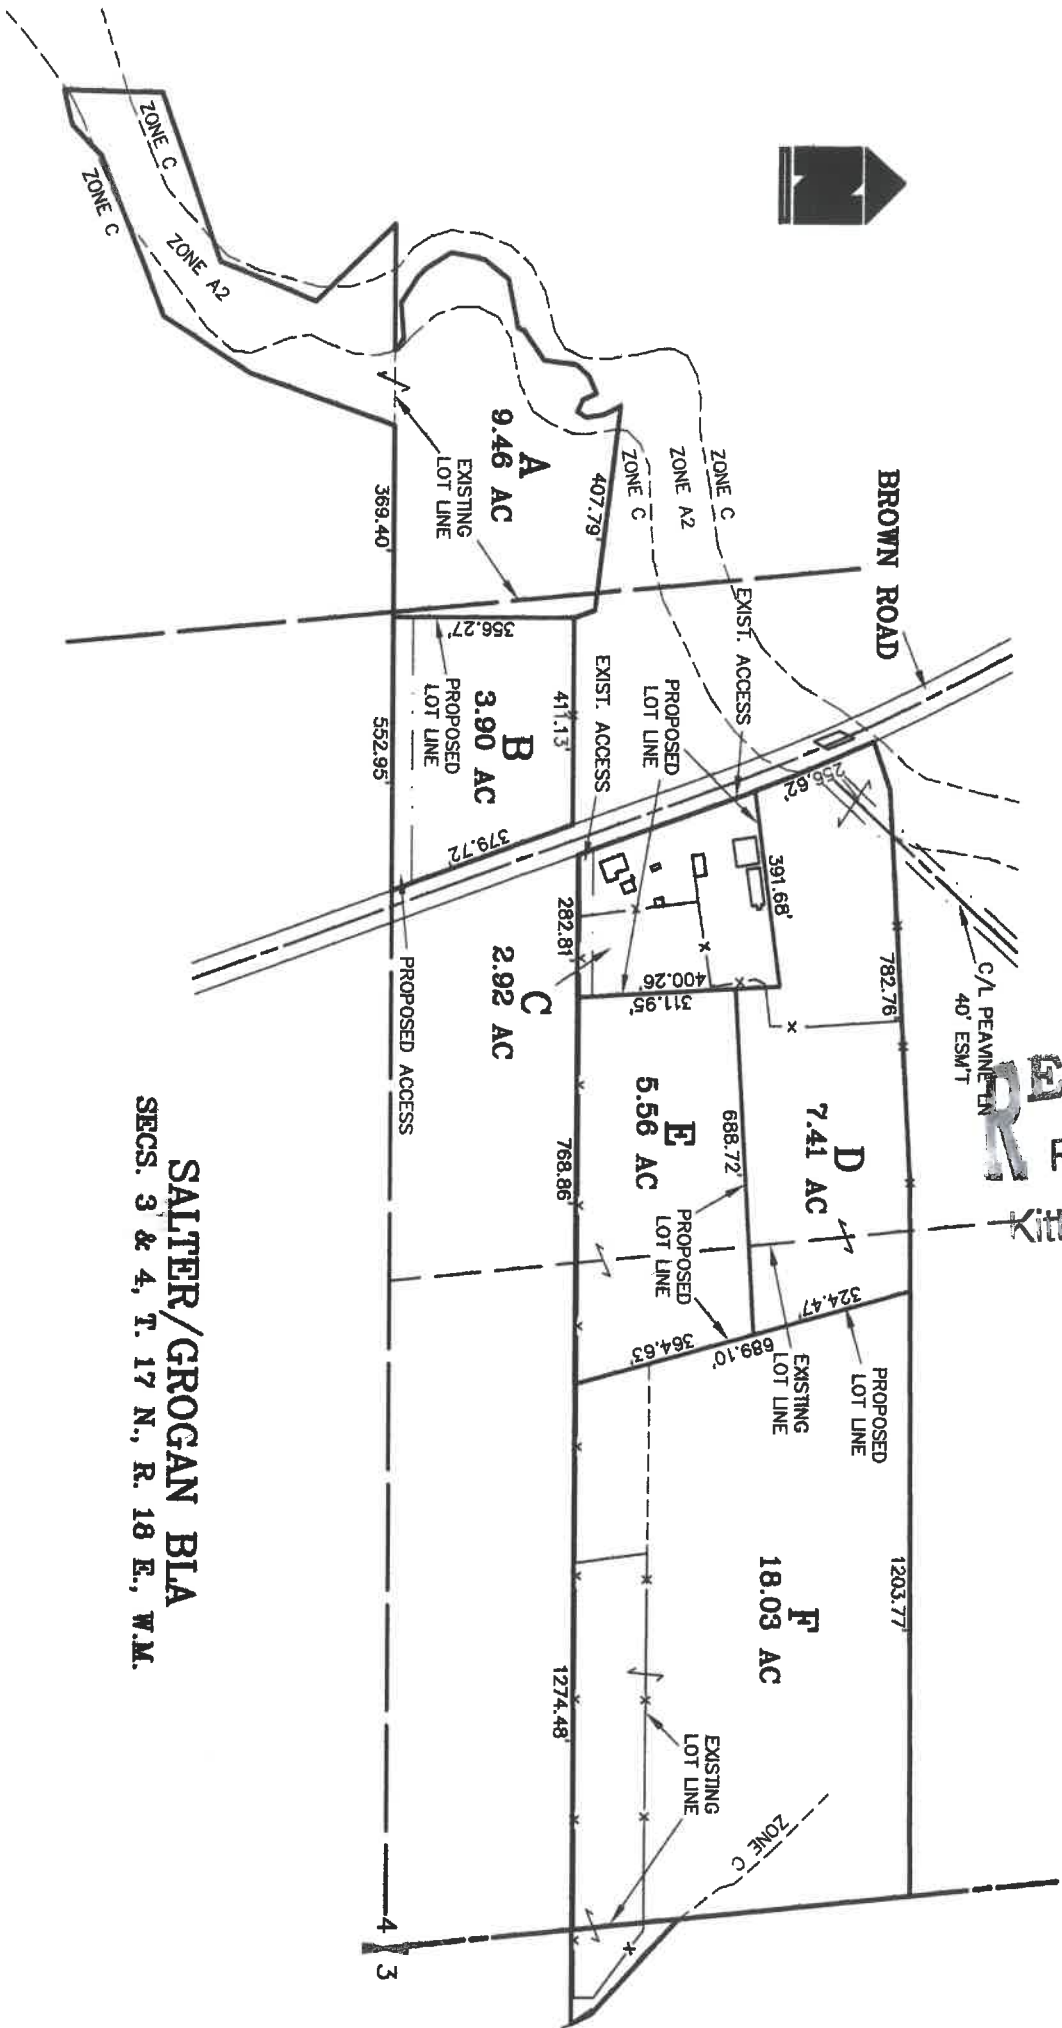 N
BROWN ROAD
ZONE C
ZONE A2
ZONE C
ZONE C
ZONE A2
ZONE C
A
9.46 AC
EXISTING
LOT LINE
407.79'
369.40'
356.27'
PROPOSED
LOT LINE
B
3.90 AC
411.13'
552.95'
379.72'
EXIST. ACCESS
EXIST. ACCESS
PROPOSED
LOT LINE
256.62'
391.68'
282.81'
400.26'
311.95'
C
2.92 AC
PROPOSED ACCESS
782.76'
C/L PEAVINE LN
40' ESM'T
D
7.41 AC
688.72'
E
5.56 AC
PROPOSED
LOT LINE
768.86'
324.47'
689.10'
364.63'
EXISTING
LOT LINE
PROPOSED
LOT LINE
F
18.03 AC
1203.77'
1274.48'
EXISTING
LOT LINE
ZONE C
4
3
SALTER/GROGAN BLA
SECS. 3 & 4, T. 17 N., R. 18 E., W.M.
RE
Kitt